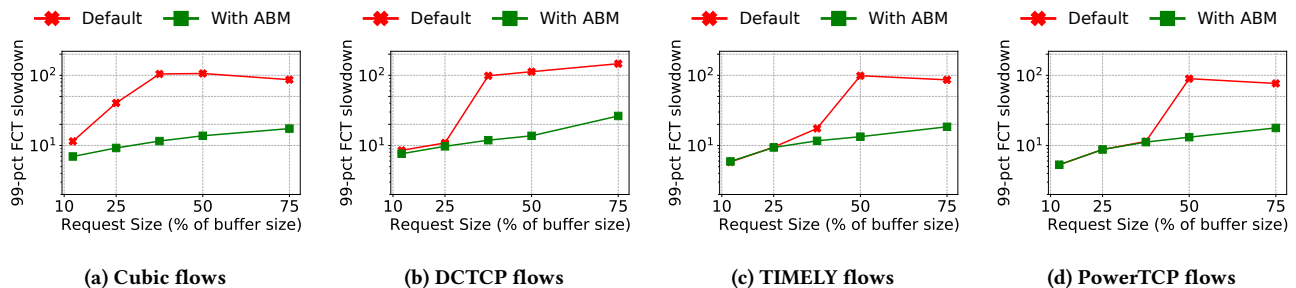 Default With ABM
99-pct FCT slowdown
10²
10¹
10 25 50 75
Request Size (% of buffer size)
(a) Cubic flows
Default With ABM
99-pct FCT slowdown
10²
10¹
10 25 50 75
Request Size (% of buffer size)
(b) DCTCP flows
Default With ABM
99-pct FCT slowdown
10²
10¹
10 25 50 75
Request Size (% of buffer size)
(c) TIMELY flows
Default With ABM
99-pct FCT slowdown
10²
10¹
10 25 50 75
Request Size (% of buffer size)
(d) PowerTCP flows